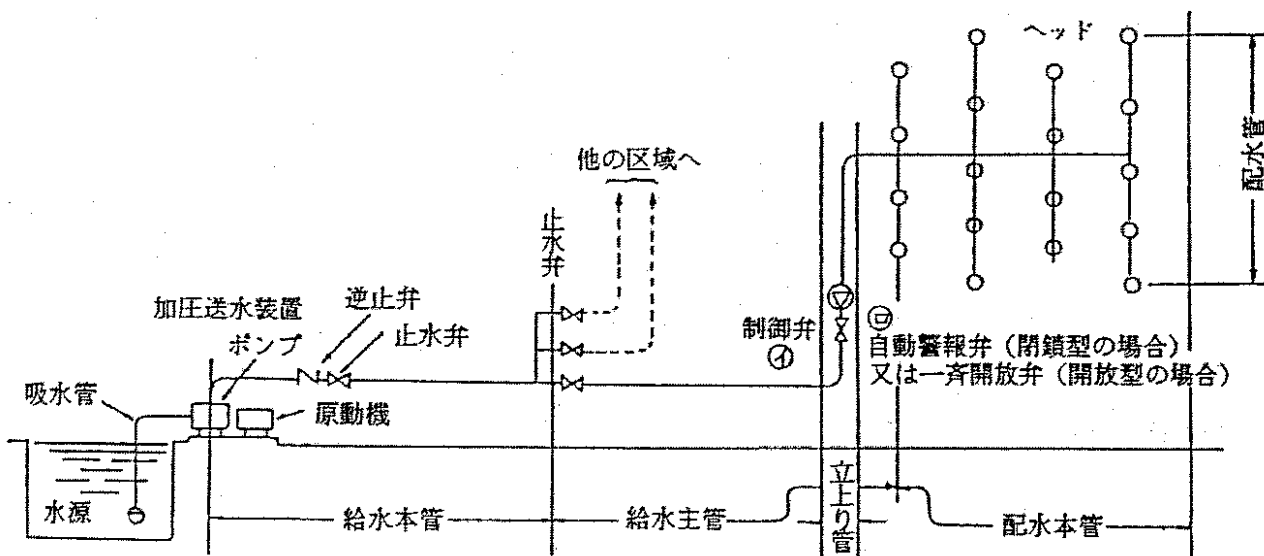 ヘッド
配水管
他の区域へ
止水弁
加圧送水装置
ポンプ
逆止弁
止水弁
制御弁
㋑
㋺
自動警報弁(閉鎖型の場合)
又は一斉開放弁(開放型の場合)
吸水管
原動機
水源
給水本管
給水主管
立上り管
配水本管